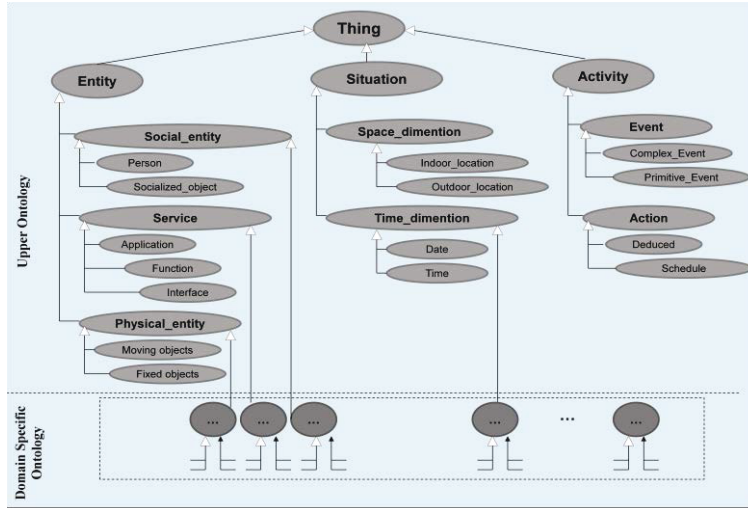 Thing
Entity
Situation
Activity
Social_entity
Person
Socialized_object
Service
Application
Function
Interface
Physical_entity
Moving objects
Fixed objects
Space_dimention
Indoor_location
Outdoor_location
Time_dimention
Date
Time
Event
Complex_Event
Primitive_Event
Action
Deduced
Schedule
Upper Ontology
Domain Specific
Ontology
... ... ... ... ... ...